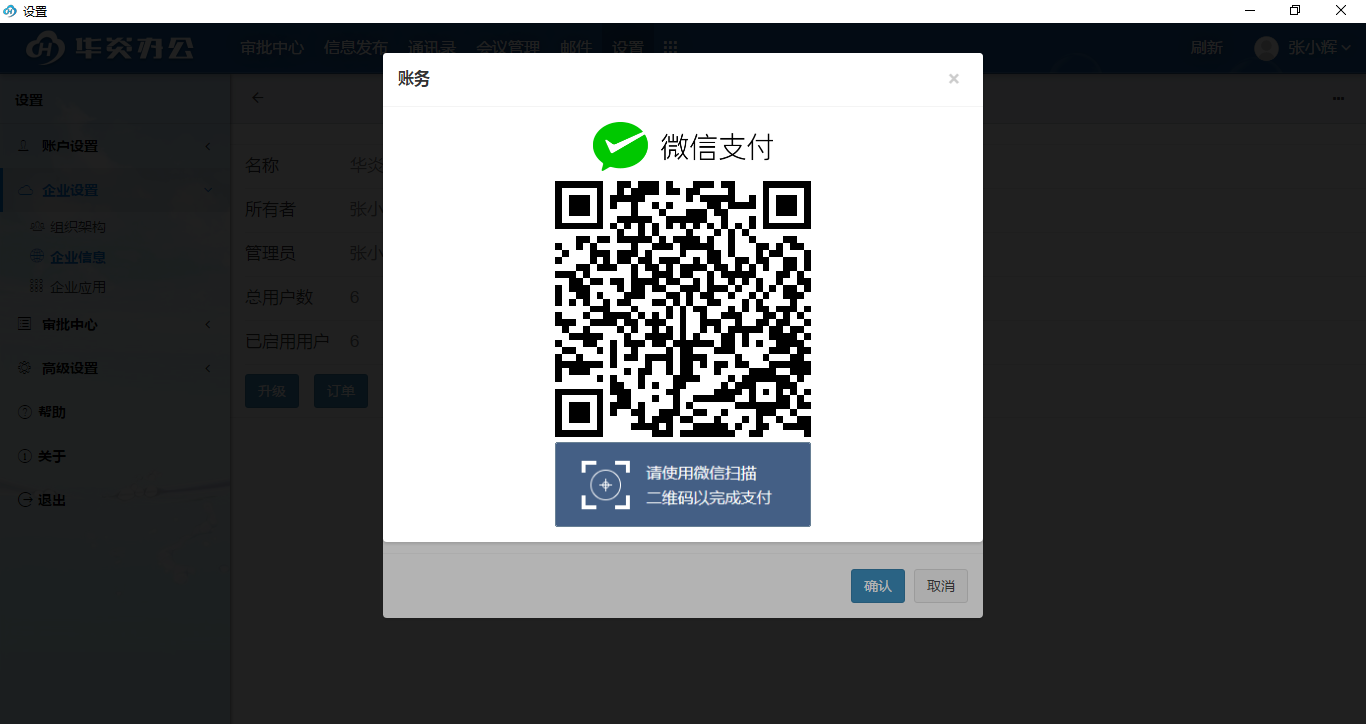 设置
华炎办公
审批中心 信息发布 通讯录 会议管理 邮件 设置
刷新
张小辉
设置
账户设置
企业设置
组织架构
企业信息
企业应用
审批中心
高级设置
帮助
关于
退出
名称 华炎
所有者 张小
管理员 张小
总用户数 6
已启用用户 6
升级 订单
账务
×
微信支付
请使用微信扫描
二维码以完成支付
确认 取消